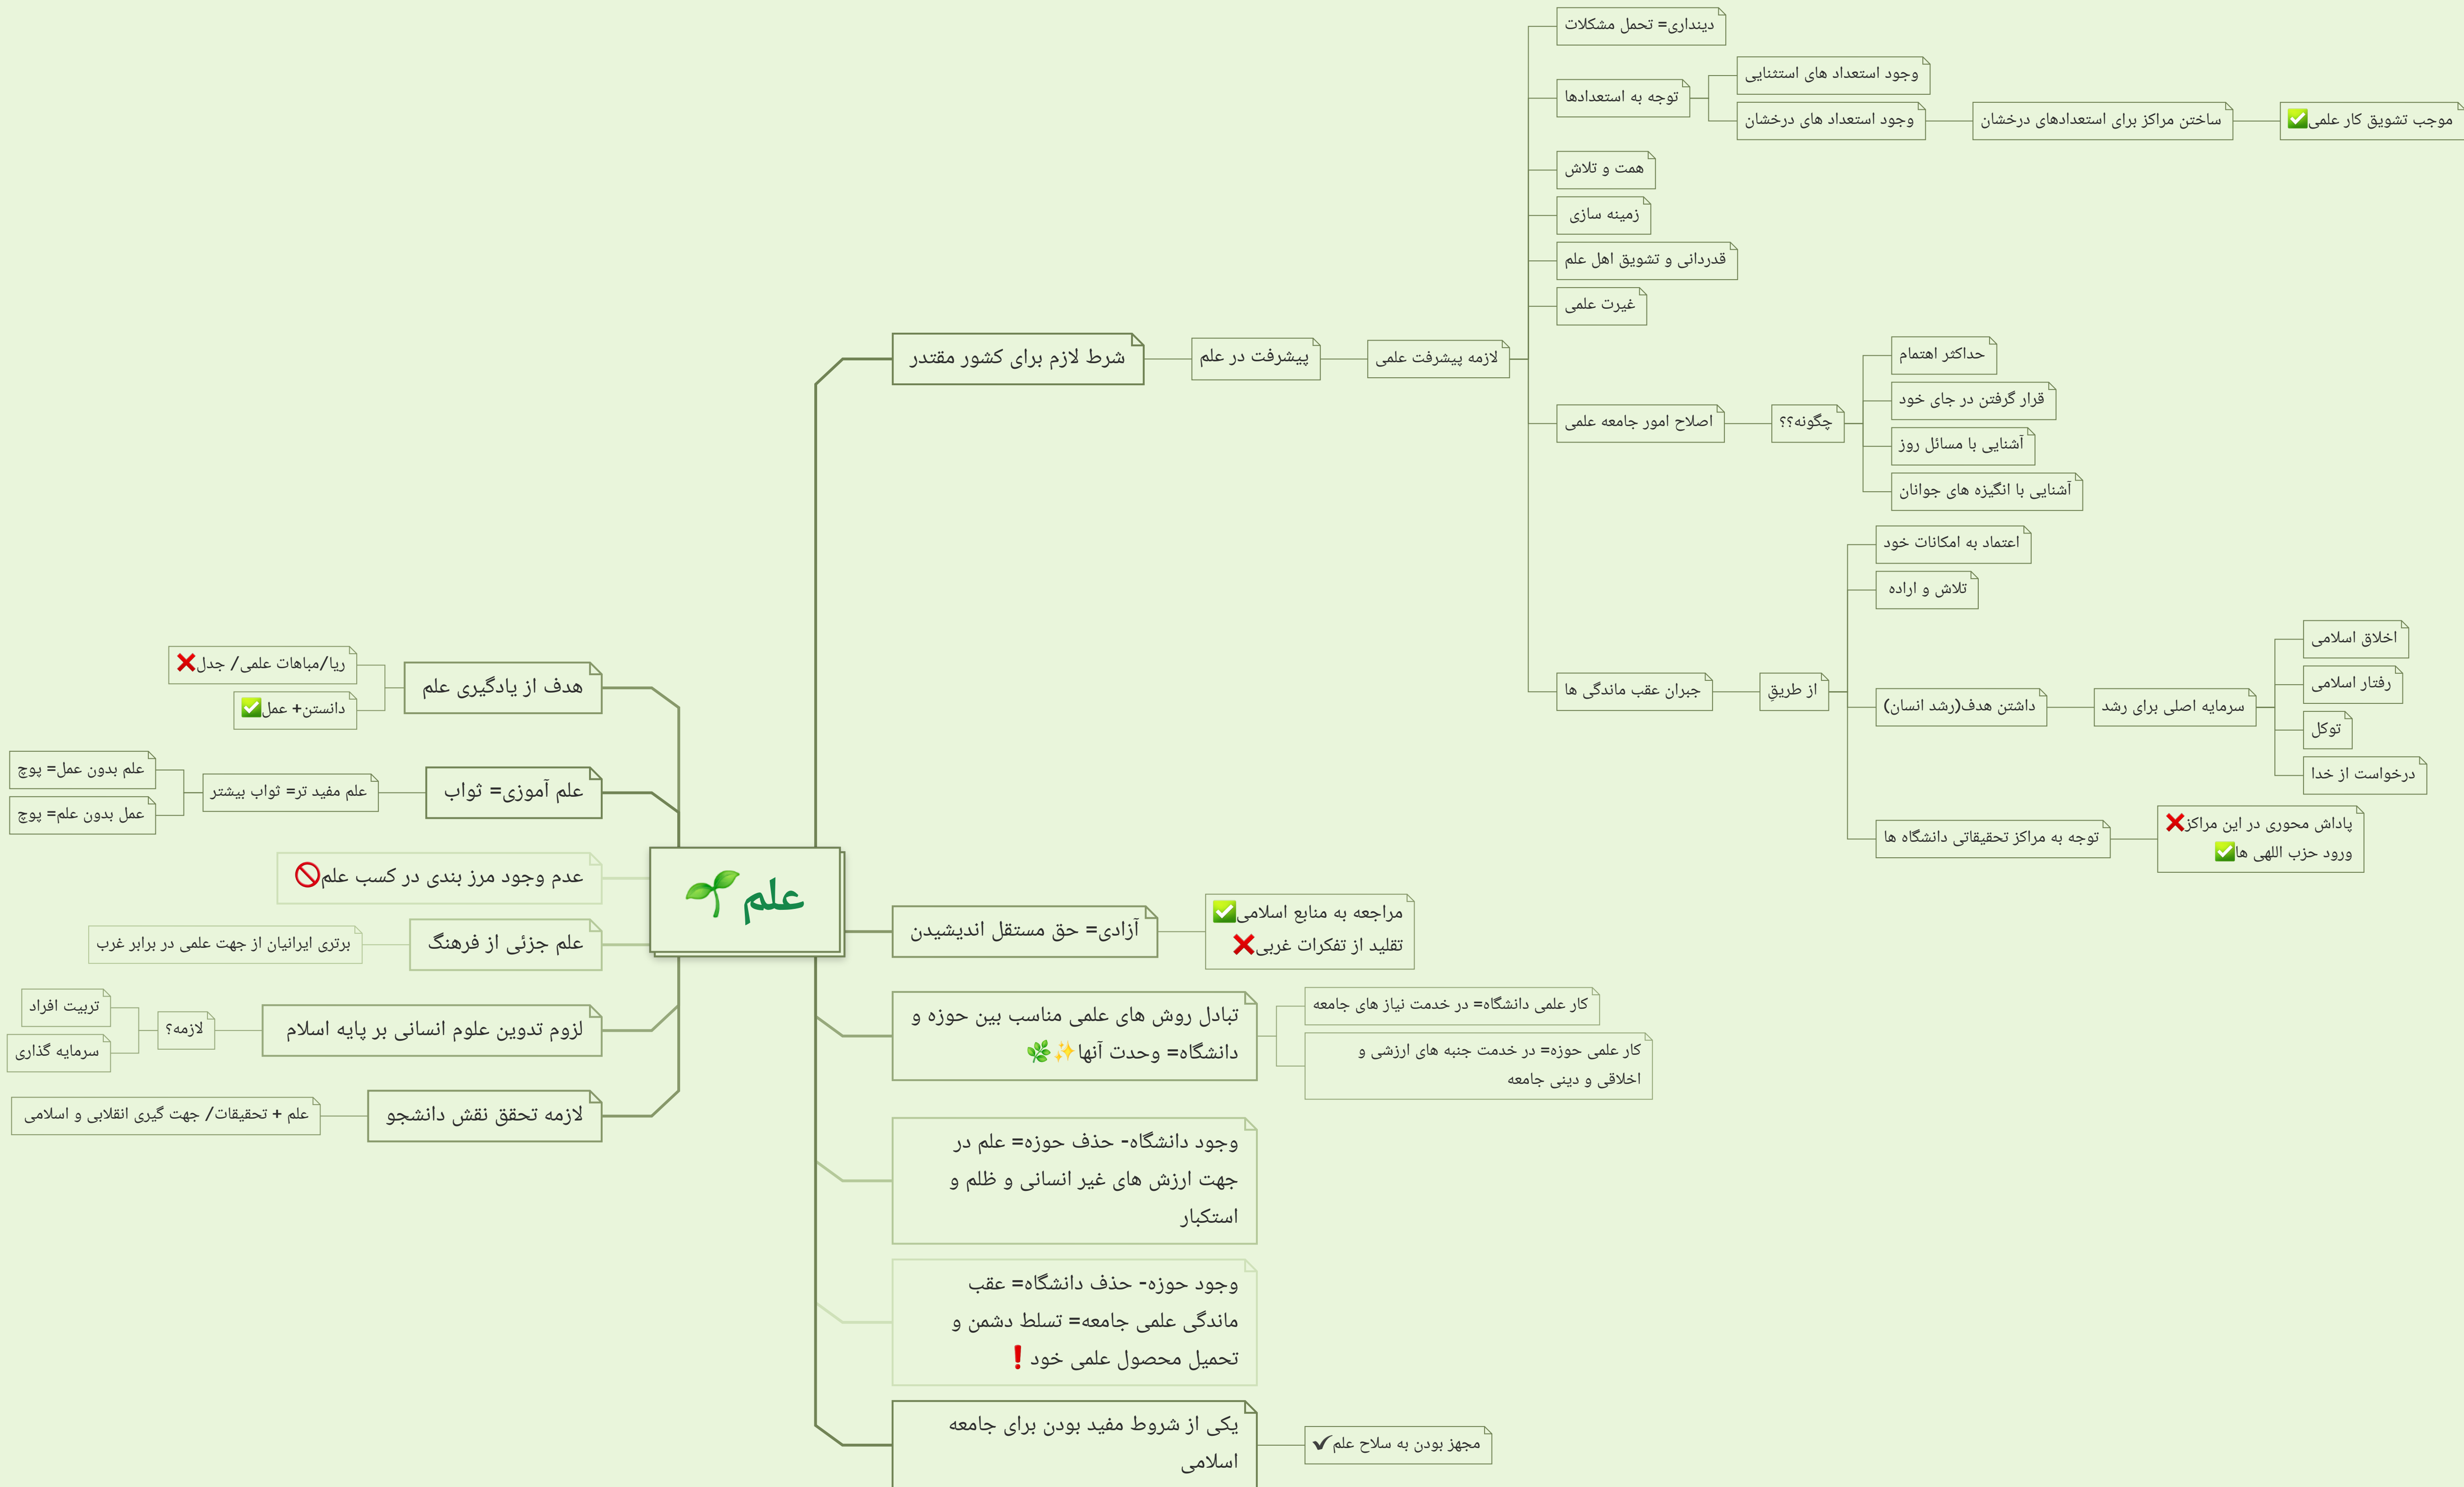 علم🌱
شرط لازم برای کشور مقتدر
پیشرفت در علم
لازمه پیشرفت علمی
دینداری= تحمل مشکلات
توجه به استعدادها
وجود استعداد های استثنایی
وجود استعداد های درخشان
ساختن مراکز برای استعدادهای درخشان
موجب تشویق کار علمی✅
همت و تلاش
زمینه سازی
قدردانی و تشویق اهل علم
غیرت علمی
اصلاح امور جامعه علمی
چگونه؟؟
حداکثر اهتمام
قرار گرفتن در جای خود
آشنایی با مسائل روز
آشنایی با انگیزه های جوانان
جبران عقب ماندگی ها
از طریقِ
اعتماد به امکانات خود
تلاش و اراده
داشتن هدف(رشد انسان)
سرمایه اصلی برای رشد
اخلاق اسلامی
رفتار اسلامی
توکل
درخواست از خدا
توجه به مراکز تحقیقاتی دانشگاه ها
پاداش محوری در این مراکز❌
ورود حزب اللهی ها✅
آزادی= حق مستقل اندیشیدن
مراجعه به منابع اسلامی✅
تقلید از تفکرات غربی❌
تبادل روش های علمی مناسب بین حوزه و
دانشگاه= وحدت آنها✨🌿
کار علمی دانشگاه= در خدمت نیاز های جامعه
کار علمی حوزه= در خدمت جنبه های ارزشی و
اخلاقی و دینی جامعه
وجود دانشگاه- حذف حوزه= علم در
جهت ارزش های غیر انسانی و ظلم و
استکبار
وجود حوزه- حذف دانشگاه= عقب
ماندگی علمی جامعه= تسلط دشمن و
تحمیل محصول علمی خود❗
یکی از شروط مفید بودن برای جامعه
اسلامی
مجهز بودن به سلاح علم✔
هدف از یادگیری علم
ریا/مباهات علمی/ جدل❌
دانستن+ عمل✅
علم آموزی= ثواب
علم مفید تر= ثواب بیشتر
علم بدون عمل= پوچ
عمل بدون علم= پوچ
عدم وجود مرز بندی در کسب علم🚫
علم جزئی از فرهنگ
برتری ایرانیان از جهت علمی در برابر غرب
لزوم تدوین علوم انسانی بر پایه اسلام
لازمه؟
تربیت افراد
سرمایه گذاری
لازمه تحقق نقش دانشجو
علم + تحقیقات/ جهت گیری انقلابی و اسلامی